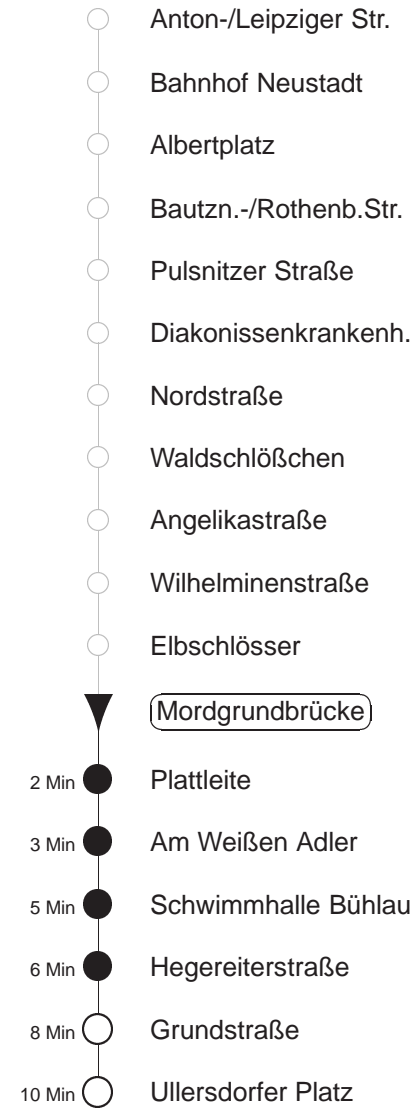 Anton-/Leipziger Str.
Bahnhof Neustadt
Albertplatz
Bautzn.-/Rothenb.Str.
Pulsnitzer Straße
Diakonissenkrankenh.
Nordstraße
Waldschlößchen
Angelikastraße
Wilhelminenstraße
Elbschlösser
Mordgrundbrücke
2 Min Plattleite
3 Min Am Weißen Adler
5 Min Schwimmhalle Bühlau
6 Min Hegereiterstraße
8 Min Grundstraße
10 Min Ullersdorfer Platz